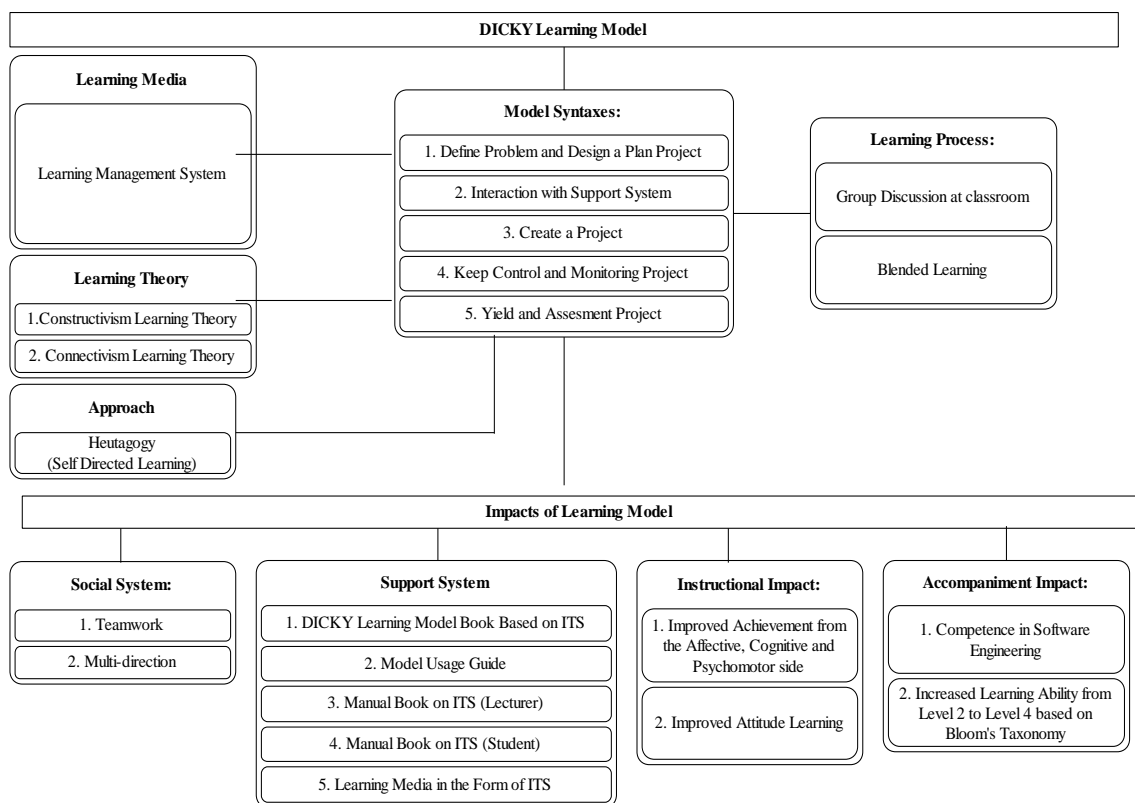 DICKY Learning Model
Learning Media
Learning Management System
Learning Theory
1.Constructivism Learning Theory
2. Connectivism Learning Theory
Approach
Heutagogy
(Self Directed Learning)
Model Syntaxes:
1. Define Problem and Design a Plan Project
2. Interaction with Support System
3. Create a Project
4. Keep Control and Monitoring Project
5. Yield and Assesment Project
Learning Process:
Group Discussion at classroom
Blended Learning
Impacts of Learning Model
Social System:
1. Teamwork
2. Multi-direction
Support System
1. DICKY Learning Model Book Based on ITS
2. Model Usage Guide
3. Manual Book on ITS (Lecturer)
4. Manual Book on ITS (Student)
5. Learning Media in the Form of ITS
Instructional Impact:
1. Improved Achievement from
the Affective, Cognitive and
Psychomotor side
2. Improved Attitude Learning
Accompaniment Impact:
1. Competence in Software
Engineering
2. Increased Learning Ability from
Level 2 to Level 4 based on
Bloom's Taxonomy